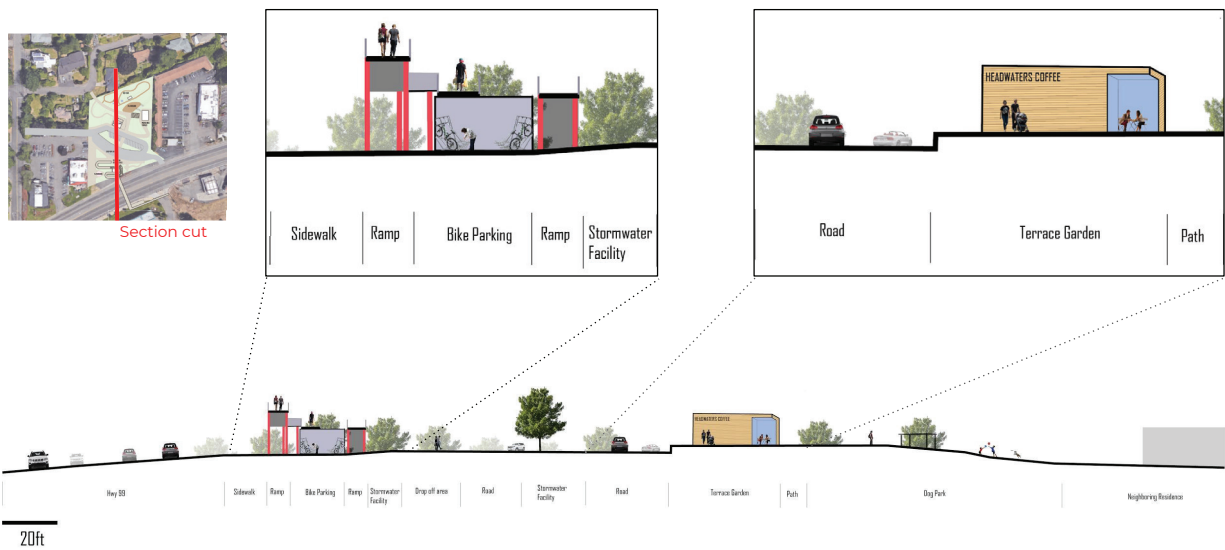 Section cut
Sidewalk
Ramp
Bike Parking
Ramp
Stormwater
Facility
HEADWATERS COFFEE
Road
Terrace Garden
Path
HEADWATERS COFFEE
Hwy 99
Sidewalk
Ramp
Bike Parking
Ramp
Stormwater
Facility
Drop off area
Road
Stormwater
Facility
Road
Terrace Garden
Path
Dog Park
Neighboring Residence
20ft